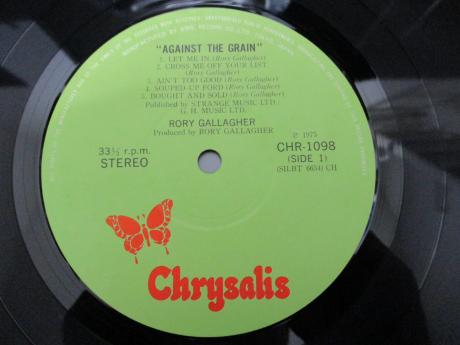 "AGAINST THE GRAIN"
1. LET ME IN (Rory Gallagher)
2. CROSS ME OFF YOUR LIST
(Rory Gallagher)
3. AIN'T TOO GOOD (Rory Gallagher)
4. SOUPED-UP FORD (Rory Gallagher)
5. BOUGHT AND SOLD (Rory Gallagher)
Published by STRANGE MUSIC LTD.
G. H. MUSIC LTD.
RORY GALLAGHER
Produced by RORY GALLAGHER
33⅓ r.p.m.
STEREO
Ⓟ 1975
CHR-1098
(SIDE 1)
(SILBT 6654) CH
Chrysalis